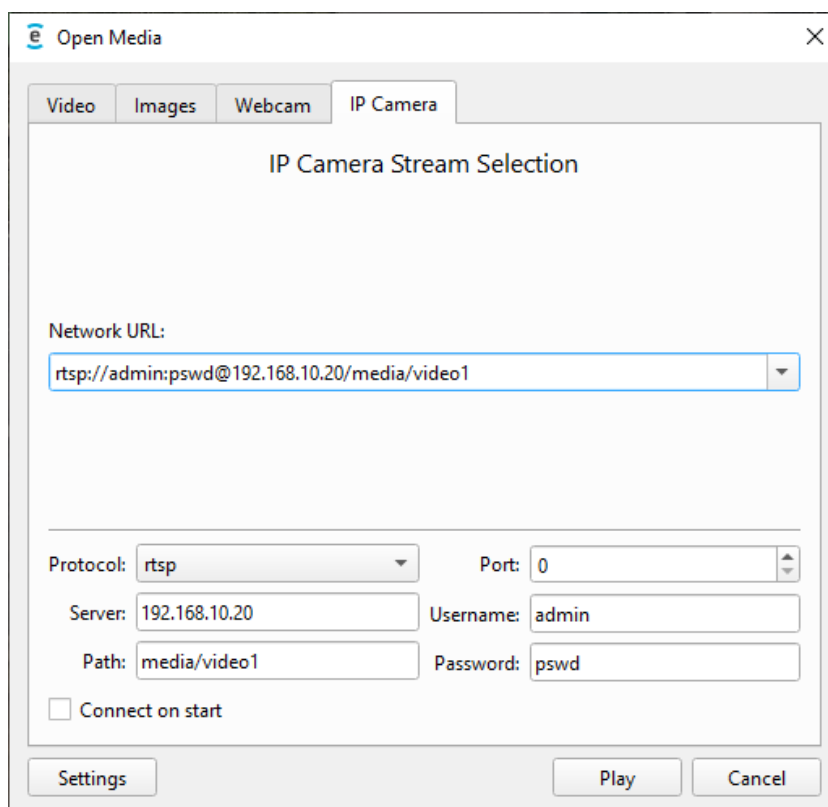 e Open Media
Video Images Webcam IP Camera
IP Camera Stream Selection
Network URL:
rtsp://admin:pswd@192.168.10.20/media/video1
Protocol: rtsp Port: 0
Server: 192.168.10.20 Username: admin
Path: media/video1 Password: pswd
Connect on start
Settings Play Cancel